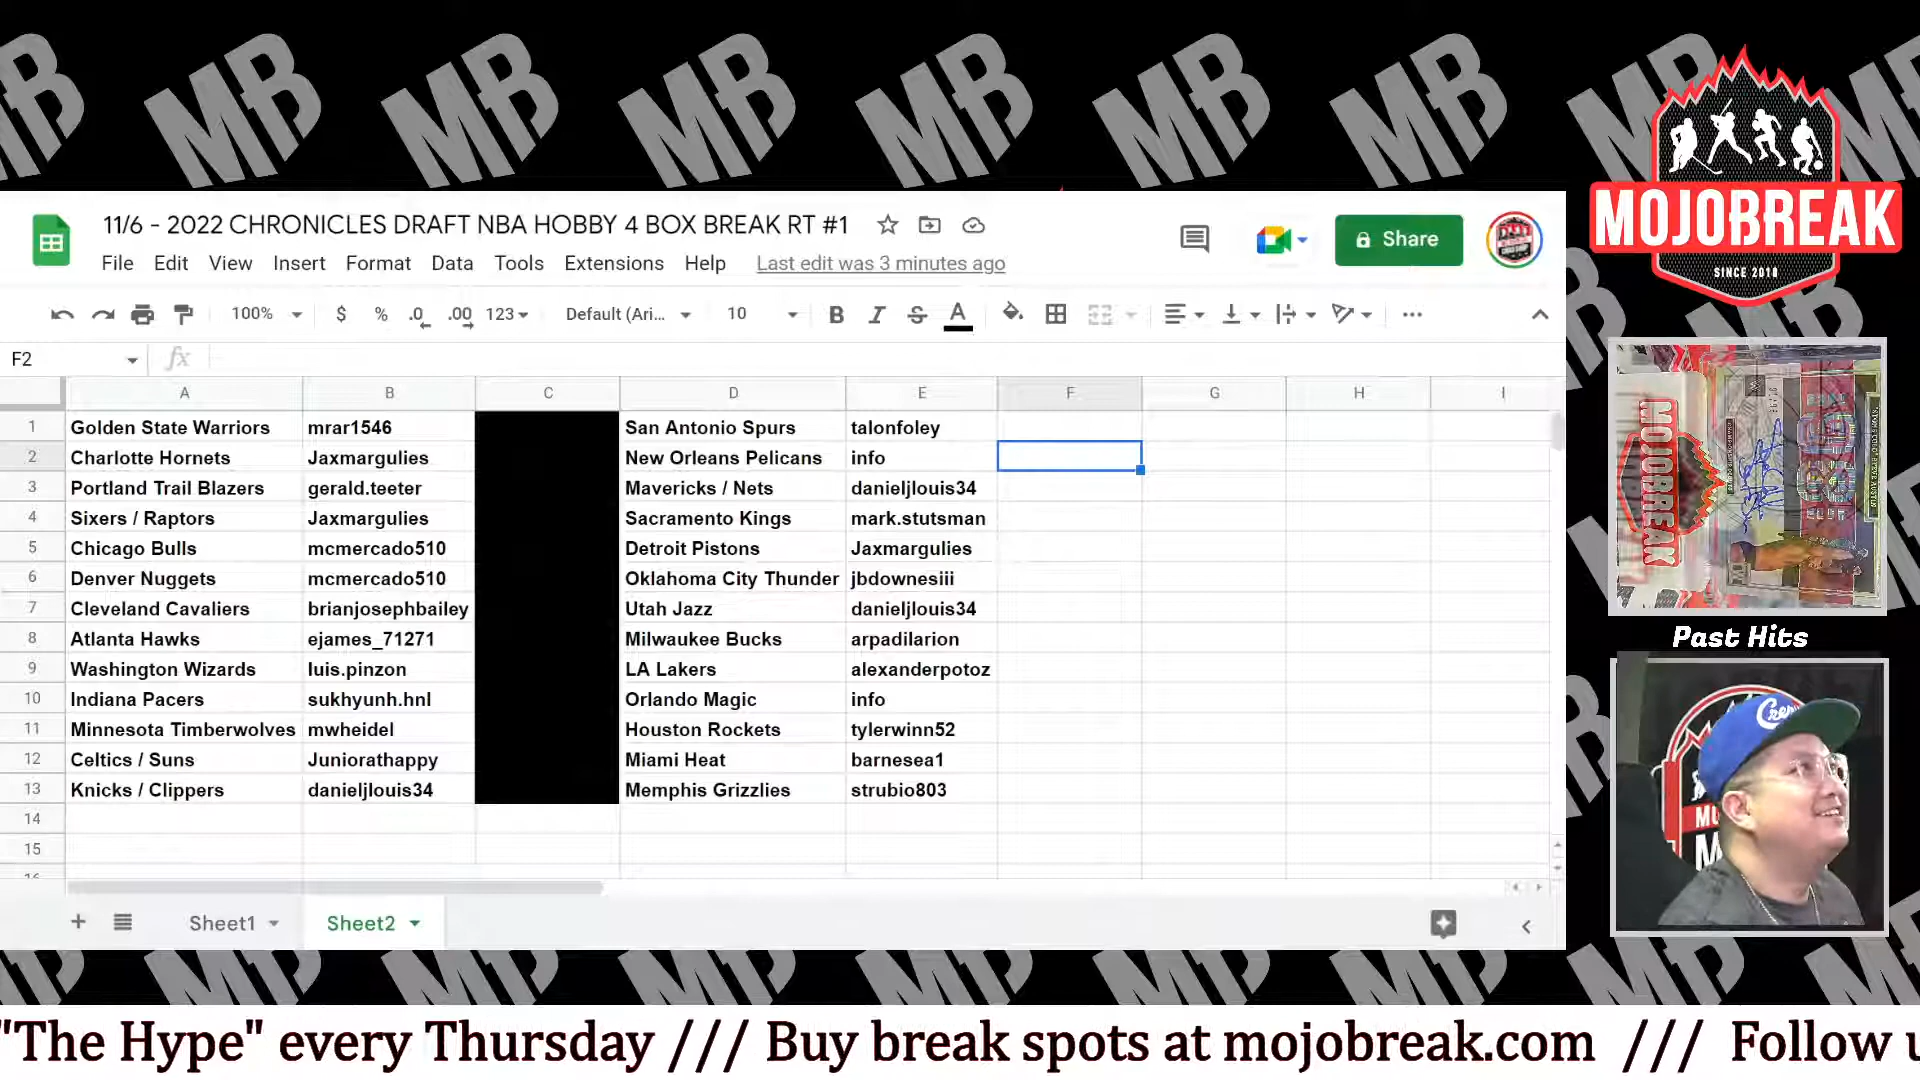 11/6 - 2022 CHRONICLES DRAFT NBA HOBBY 4 BOX BREAK RT #1
File Edit View Insert Format Data Tools Extensions Help Last edit was 3 minutes ago
Share
100% $ % .0 .00 123 Default (Ari... 10 B I S A
F2 fx
A B C D E F G H I
1 Golden State Warriors mrar1546 San Antonio Spurs talonfoley
2 Charlotte Hornets Jaxmargulies New Orleans Pelicans info
3 Portland Trail Blazers gerald.teeter Mavericks / Nets danieljlouis34
4 Sixers / Raptors Jaxmargulies Sacramento Kings mark.stutsman
5 Chicago Bulls mcmercado510 Detroit Pistons Jaxmargulies
6 Denver Nuggets mcmercado510 Oklahoma City Thunder jbdownesiii
7 Cleveland Cavaliers brianjosephbailey Utah Jazz danieljlouis34
8 Atlanta Hawks ejames_71271 Milwaukee Bucks arpadilarion
9 Washington Wizards luis.pinzon LA Lakers alexanderpotoz
10 Indiana Pacers sukhyunh.hnl Orlando Magic info
11 Minnesota Timberwolves mwheidel Houston Rockets tylerwinn52
12 Celtics / Suns Juniorathappy Miami Heat barnesea1
13 Knicks / Clippers danieljlouis34 Memphis Grizzlies strubio803
14
15
Sheet1 Sheet2
MOJOBREAK
SINCE 2010
MOJOBREAK
Past Hits
"The Hype" every Thursday /// Buy break spots at mojobreak.com /// Follow u